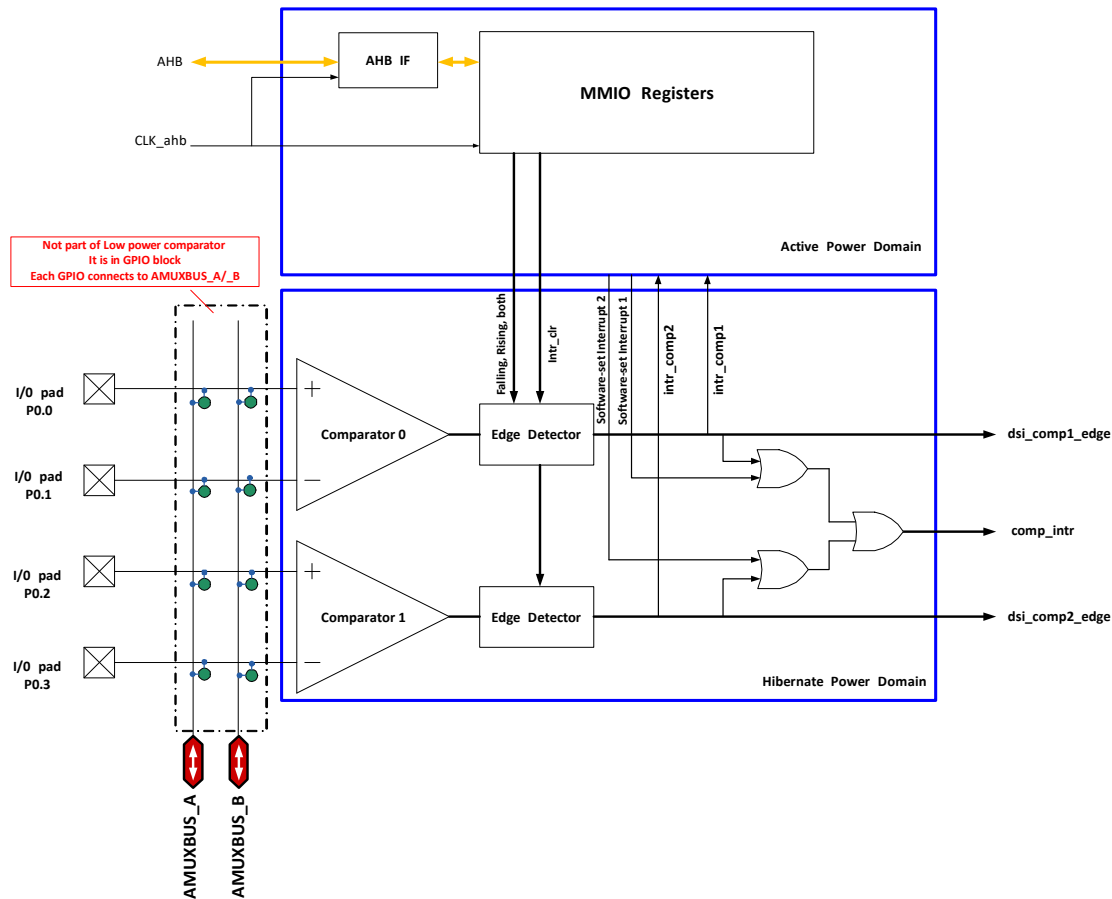 AHB
AHB IF
MMIO Registers
CLK_ahb
Active Power Domain
Not part of Low power comparator
It is in GPIO block
Each GPIO connects to AMUXBUS_A/_B
Falling, Rising, both
Intr_clr
Software-set Interrupt 2
Software-set Interrupt 1
intr_comp2
intr_comp1
I/0 pad
P0.0
+
Comparator 0
Edge Detector
dsi_comp1_edge
I/0 pad
P0.1
−
comp_intr
I/0 pad
P0.2
+
Comparator 1
Edge Detector
dsi_comp2_edge
I/0 pad
P0.3
−
Hibernate Power Domain
AMUXBUS_A
AMUXBUS_B